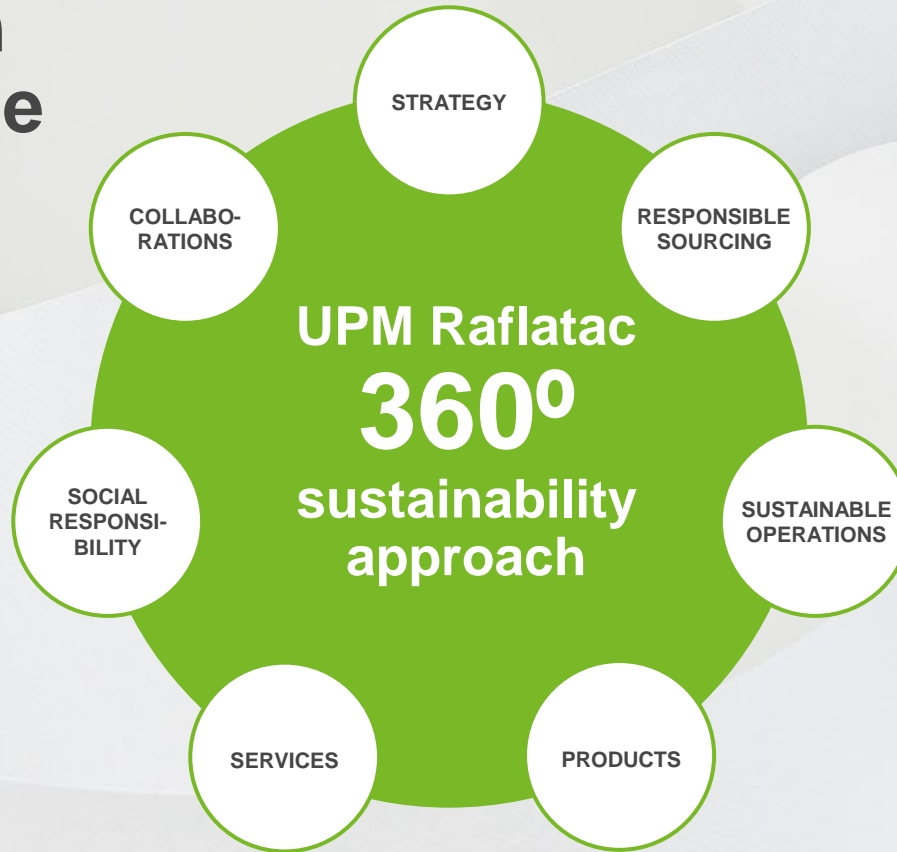 e
STRATEGY
COLLABO-
RATIONS
RESPONSIBLE
SOURCING
UPM Raflatac
360º
sustainability
approach
SOCIAL
RESPONSI-
BILITY
SUSTAINABLE
OPERATIONS
SERVICES
PRODUCTS